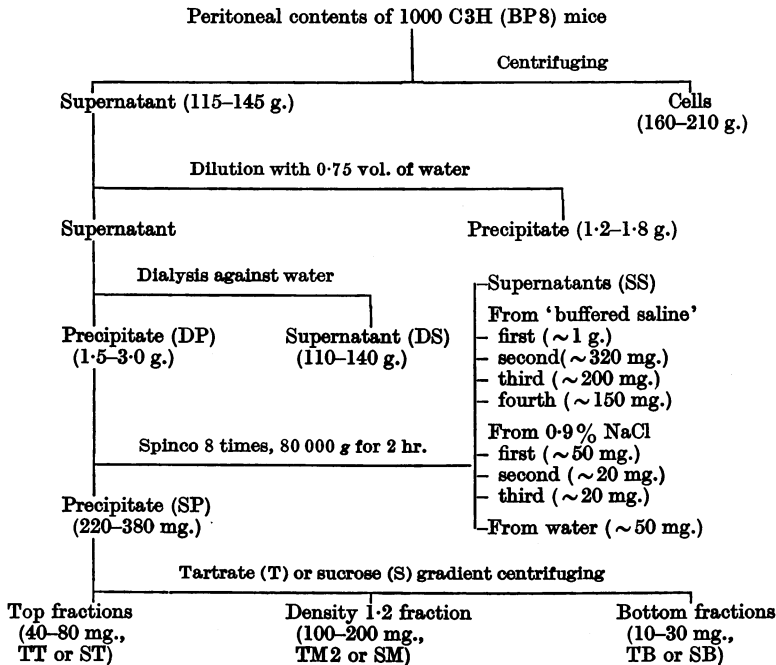 Peritoneal contents of 1000 C3H (BP8) mice
Centrifuging
Supernatant (115–145 g.)
Cells
(160–210 g.)
Dilution with 0·75 vol. of water
Supernatant
Precipitate (1·2–1·8 g.)
Dialysis against water
Precipitate (DP)
(1·5–3·0 g.)
Supernatant (DS)
(110–140 g.)
Supernatants (SS)
From 'buffered saline'
first (~1 g.)
second(~320 mg.)
third (~200 mg.)
fourth (~150 mg.)
From 0·9% NaCl
first (~50 mg.)
second (~20 mg.)
third (~20 mg.)
From water (~50 mg.)
Spinco 8 times, 80 000 g for 2 hr.
Precipitate (SP)
(220–380 mg.)
Tartrate (T) or sucrose (S) gradient centrifuging
Top fractions
(40–80 mg.,
TT or ST)
Density 1·2 fraction
(100–200 mg.,
TM2 or SM)
Bottom fractions
(10–30 mg.,
TB or SB)